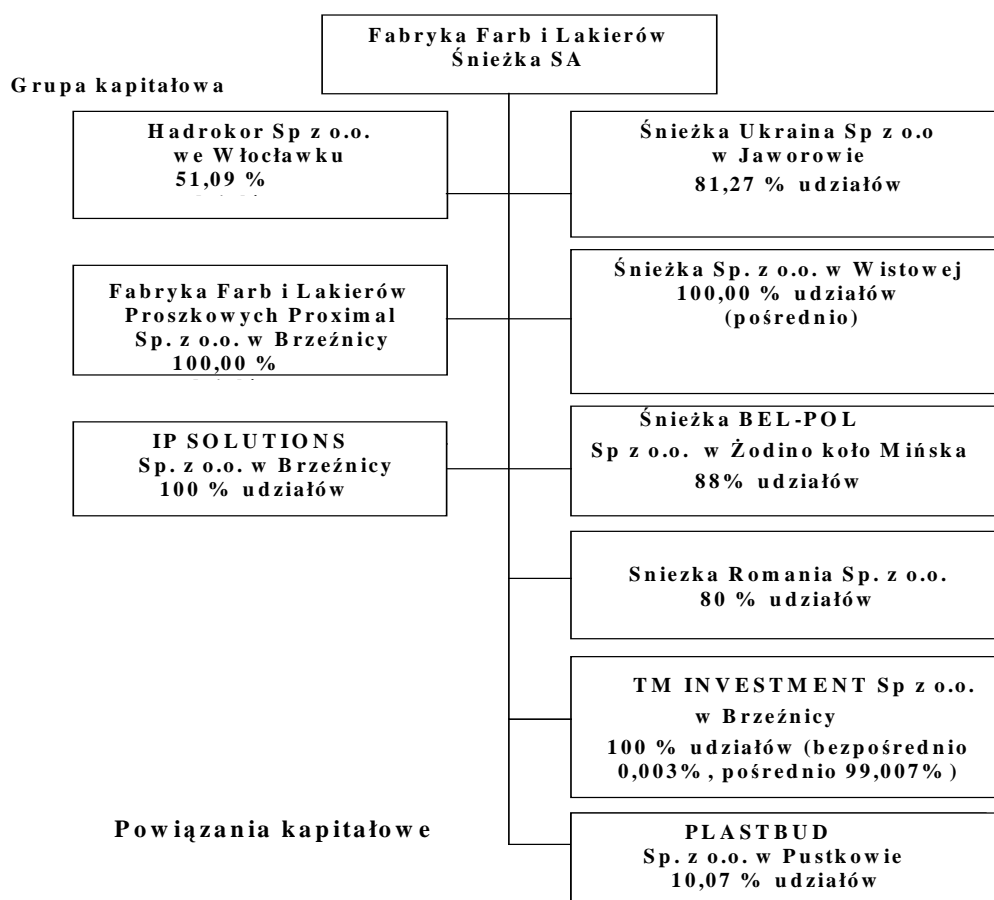 Fabryka Farb i Lakierów
Śnieżka SA
Grupa kapitałowa
Hadrokor Sp z o.o.
we Włocławku
51,09 %
Śnieżka Ukraina Sp z o.o
w Jaworowie
81,27 % udziałów
Fabryka Farb i Lakierów
Proszkowych Proximal
Sp. z o.o. w Brzeźnicy
100,00 %
Śnieżka Sp. z o.o. w Wistowej
100,00 % udziałów
(pośrednio)
IP SOLUTIONS
Sp. z o.o. w Brzeźnicy
100 % udziałów
Śnieżka BEL-POL
Sp z o.o. w Żodino koło Mińska
88% udziałów
Sniezka Romania Sp. z o.o.
80 % udziałów
TM INVESTMENT Sp z o.o.
w Brzeźnicy
100 % udziałów (bezpośrednio
0,003%, pośrednio 99,007%)
Powiązania kapitałowe
PLASTBUD
Sp. z o.o. w Pustkowie
10,07 % udziałów